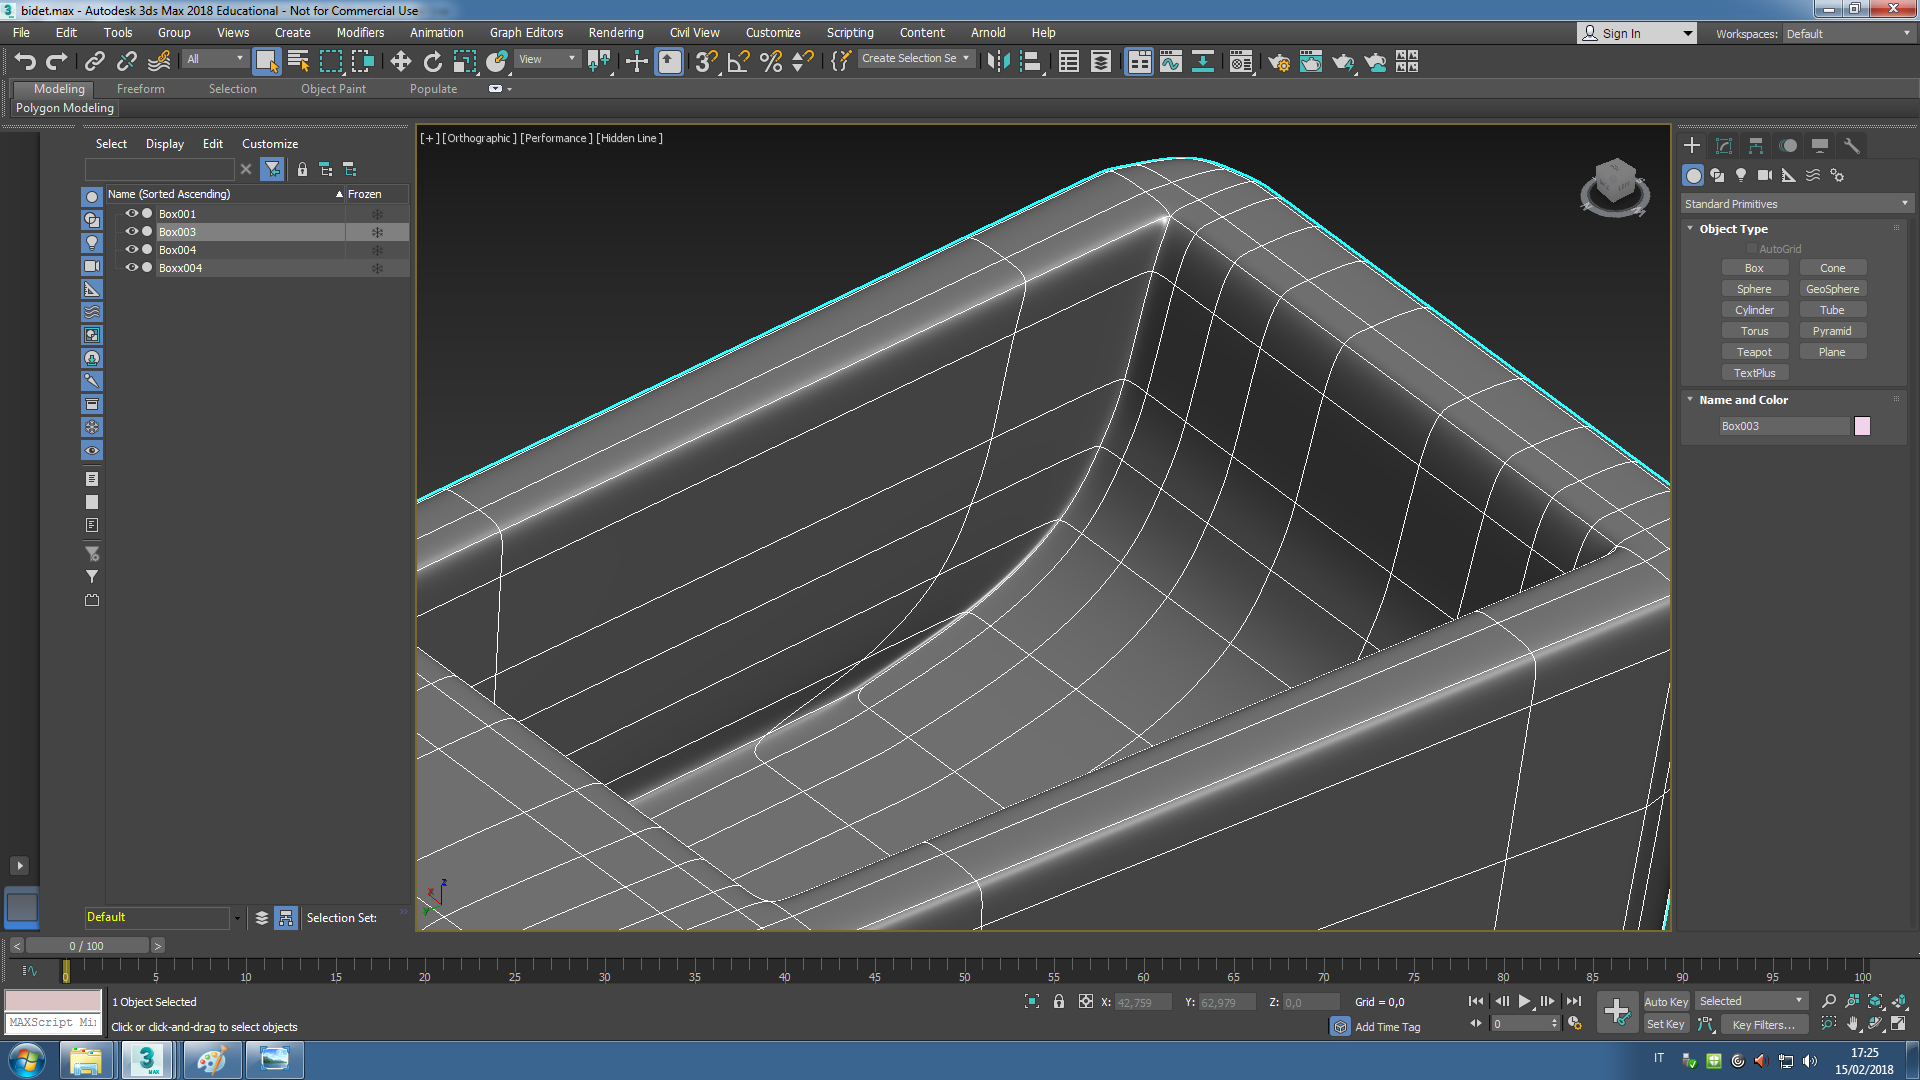 bidet.max - Autodesk 3ds Max 2018 Educational - Not for Commercial Use
File Edit Tools Group Views Create Modifiers Animation Graph Editors Rendering Civil View Customize Scripting Content Arnold Help
Sign In Workspaces: Default
All View Create Selection Se
Modeling Freeform Selection Object Paint Populate
Polygon Modeling
Select Display Edit Customize
[+] [Orthographic ] [Performance ] [Hidden Line ]
Name (Sorted Ascending) Frozen
Box001
Box003
Box004
Boxx004
Standard Primitives
Object Type
AutoGrid
Box Cone
Sphere GeoSphere
Cylinder Tube
Torus Pyramid
Teapot Plane
TextPlus
Name and Color
Box003
z
x
y
Default Selection Set:
< 0 / 100 >
0 5 10 15 20 25 30 35 40 45 50 55 60 65 70 75 80 85 90 95 100
1 Object Selected X: 42,759 Y: 62,979 Z: 0,0 Grid = 0,0 Auto Key Selected
MAXScript Mi
Click or click-and-drag to select objects Add Time Tag 0 Set Key Key Filters...
3
MAX
IT 17:25
15/02/2018